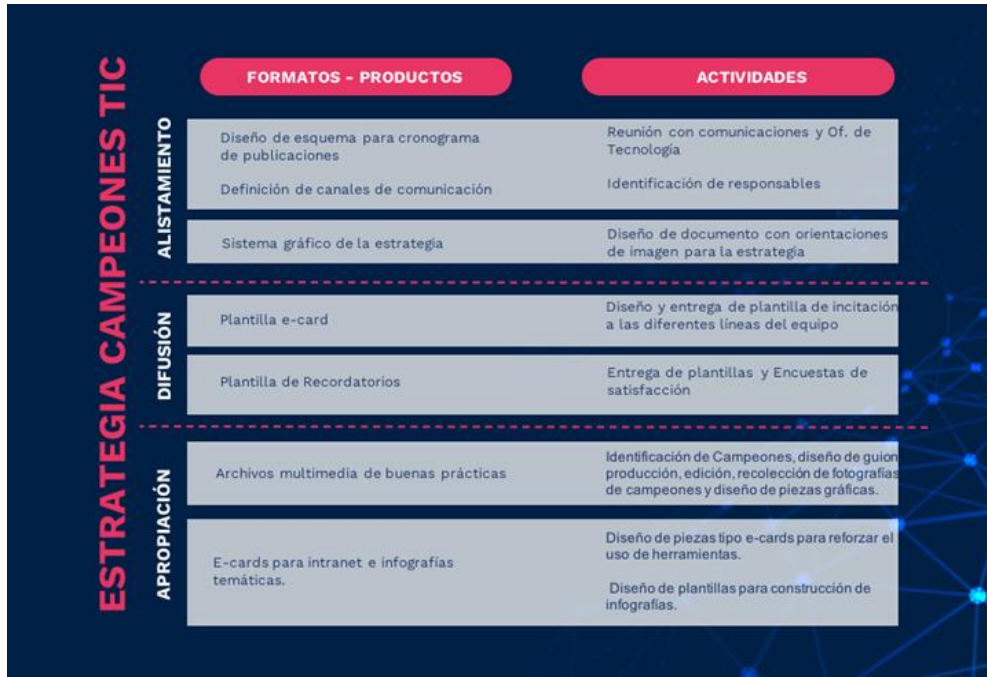 ESTRATEGIA CAMPEONES TIC
FORMATOS - PRODUCTOS
ACTIVIDADES
ALISTAMIENTO
Diseño de esquema para cronograma
de publicaciones
Definición de canales de comunicación
Reunión con comunicaciones y Of. de
Tecnología
Identificación de responsables
Sistema gráfico de la estrategia
Diseño de documento con orientaciones
de imagen para la estrategia
DIFUSIÓN
Plantilla e-card
Diseño y entrega de plantilla de incitación
a las diferentes líneas del equipo
Plantilla de Recordatorios
Entrega de plantillas y Encuestas de
satisfacción
APROPIACIÓN
Archivos multimedia de buenas prácticas
Identificación de Campeones, diseño de guion
producción, edición, recolección de fotografías
de campeones y diseño de piezas gráficas.
E-cards para intranet e infografías
temáticas.
Diseño de piezas tipo e-cards para reforzar el
uso de herramientas.
Diseño de plantillas para construcción de
infografías.